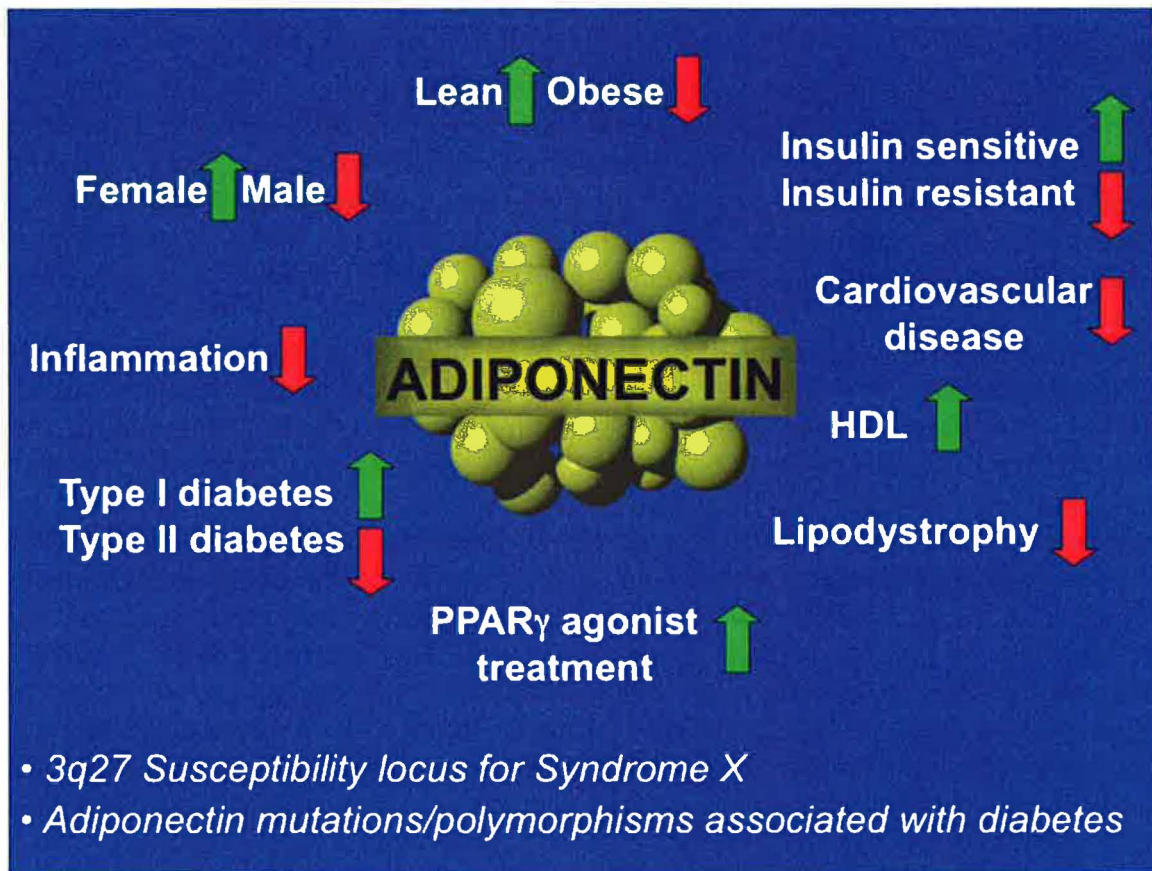 Lean Obese
Female Male
Insulin sensitive
Insulin resistant
Cardiovascular
disease
Inflammation
ADIPONECTIN
HDL
Type I diabetes
Type II diabetes
Lipodystrophy
PPARγ agonist
treatment
• 3q27 Susceptibility locus for Syndrome X
• Adiponectin mutations/polymorphisms associated with diabetes